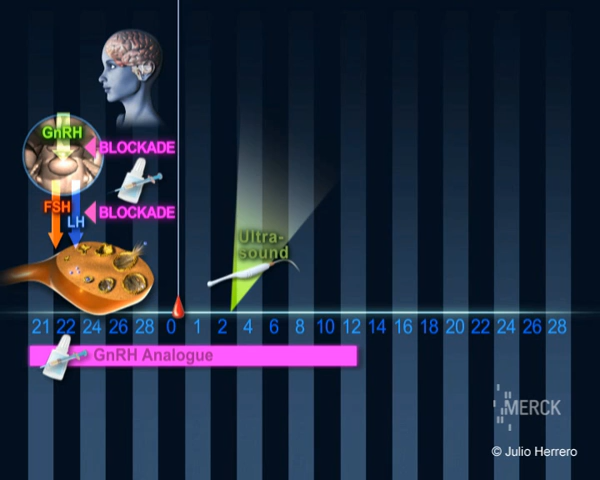 GnRH
BLOCKADE
FSH
LH
BLOCKADE
Ultra-
sound
21 22 24 26 28 0 1 2 4 6 8 10 12 14 16 18 20 22 24 26 28
GnRH Analogue
MERCK
© Julio Herrero